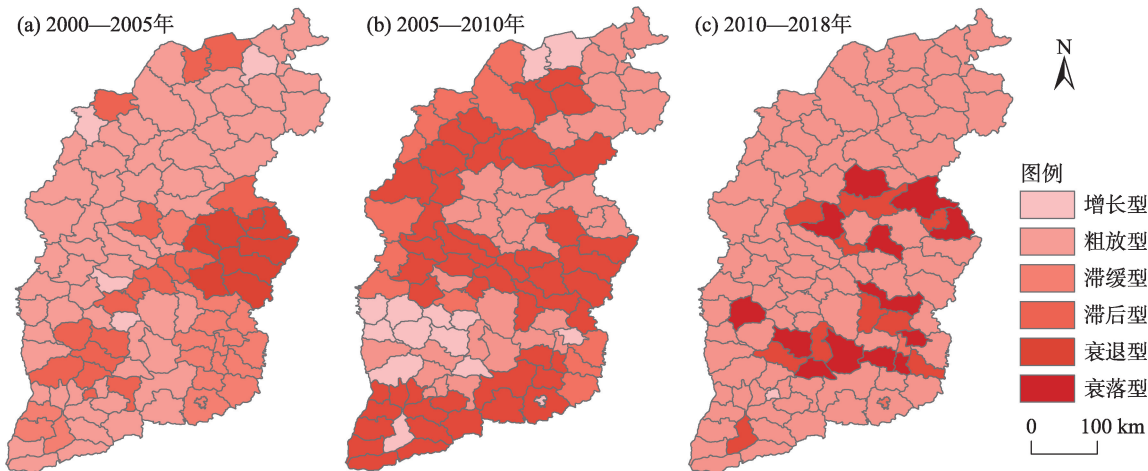 (a) 2000—2005年
(b) 2005—2010年
(c) 2010—2018年
N
图例
增长型
粗放型
滞缓型
滞后型
衰退型
衰落型
0 100 km